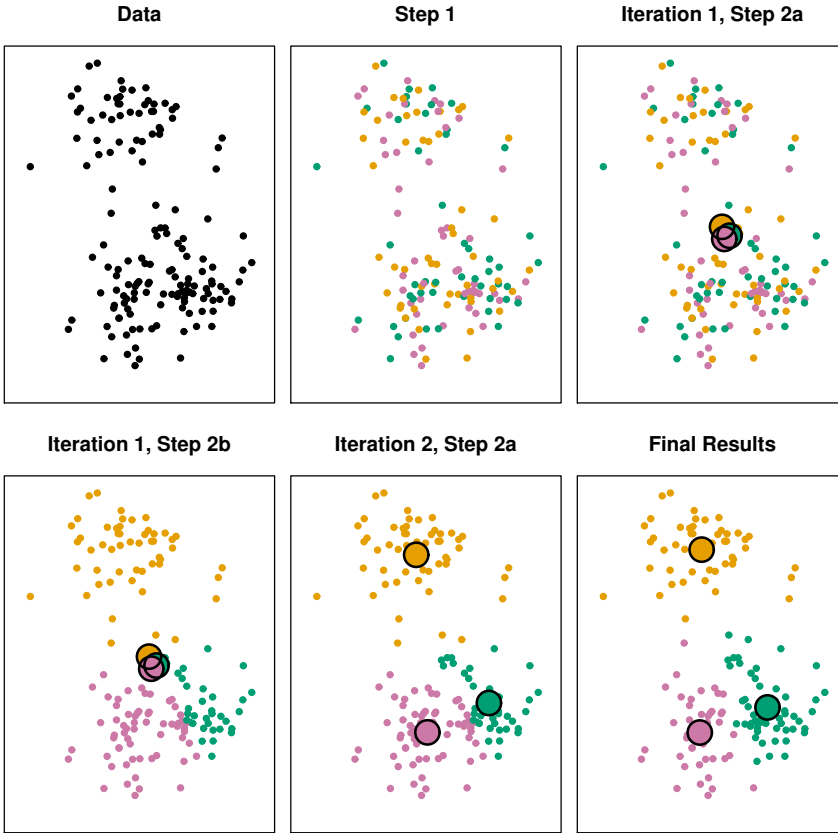 Data
Step 1
Iteration 1, Step 2a
Iteration 1, Step 2b
Iteration 2, Step 2a
Final Results